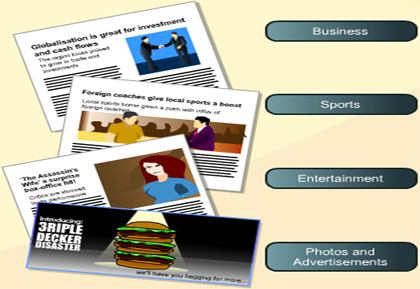 Globalisation is great for investment
and cash flows
The region looks poised
to grow in trade and
investments
Business
Foreign coaches give local sports a boost
Local sports scene given a push with influx of
foreign coaches
Sports
'The Assassin's
Wife' a surprise
box-office hit!
Critics are stunned
Entertainment
Introducing:
3RIPLE
DECKER
DISASTER
we'll have you begging for more...
Photos and
Advertisements